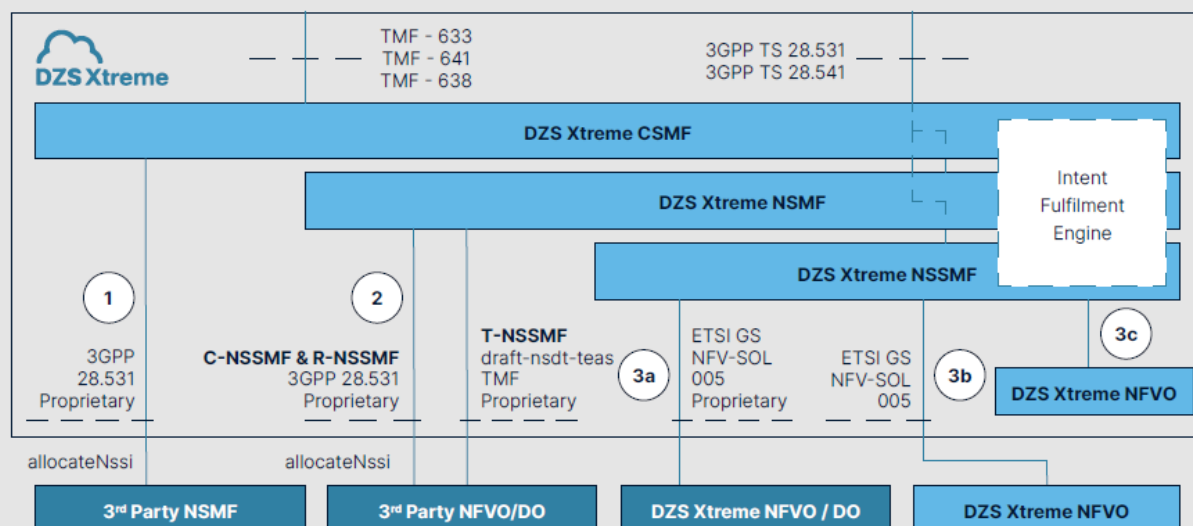 DZS Xtreme
TMF - 633
TMF - 641
TMF - 638
3GPP TS 28.531
3GPP TS 28.541
DZS Xtreme CSMF
DZS Xtreme NSMF
DZS Xtreme NSSMF
Intent
Fulfilment
Engine
1
3GPP
28.531
Proprietary
2
C-NSSMF & R-NSSMF
3GPP 28.531
Proprietary
T-NSSMF
draft-nsdt-teas
TMF
Proprietary
3a
ETSI GS
NFV-SOL
005
Proprietary
ETSI GS
NFV-SOL
005
3b
3c
DZS Xtreme NFVO
allocateNssi
allocateNssi
3rd Party NSMF
3rd Party NFVO/DO
DZS Xtreme NFVO / DO
DZS Xtreme NFVO